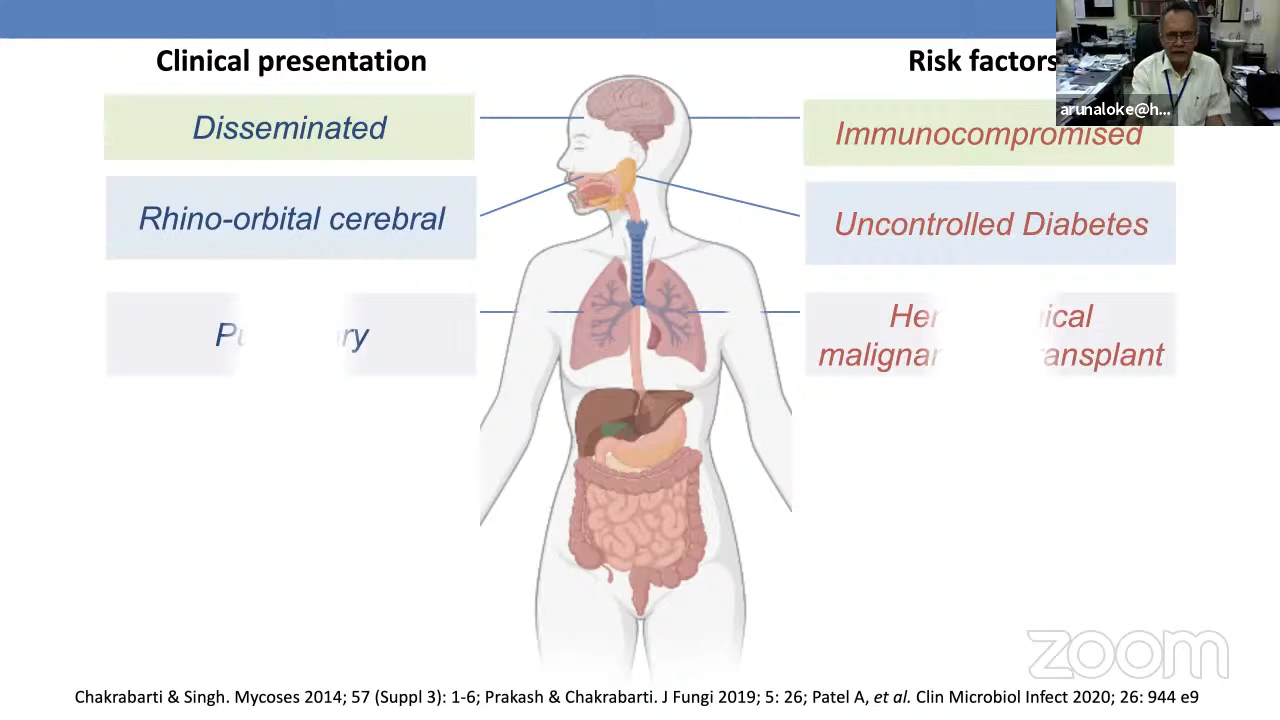 Clinical presentation
Risk factors
arunaloke@h...
Disseminated
Immunocompromised
Rhino-orbital cerebral
Uncontrolled Diabetes
zoom
Chakrabarti & Singh. Mycoses 2014; 57 (Suppl 3): 1-6; Prakash & Chakrabarti. J Fungi 2019; 5: 26; Patel A, et al. Clin Microbiol Infect 2020; 26: 944 e9